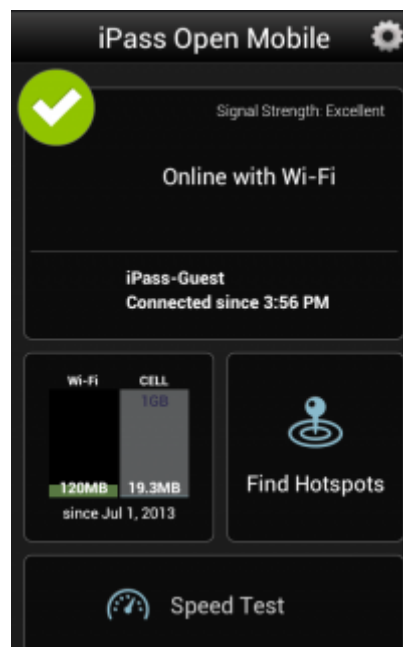 iPass Open Mobile
Signal Strength: Excellent
Online with Wi-Fi
iPass-Guest
Connected since 3:56 PM
Wi-Fi CELL
1GB
120MB 19.3MB
since Jul 1, 2013
Find Hotspots
Speed Test